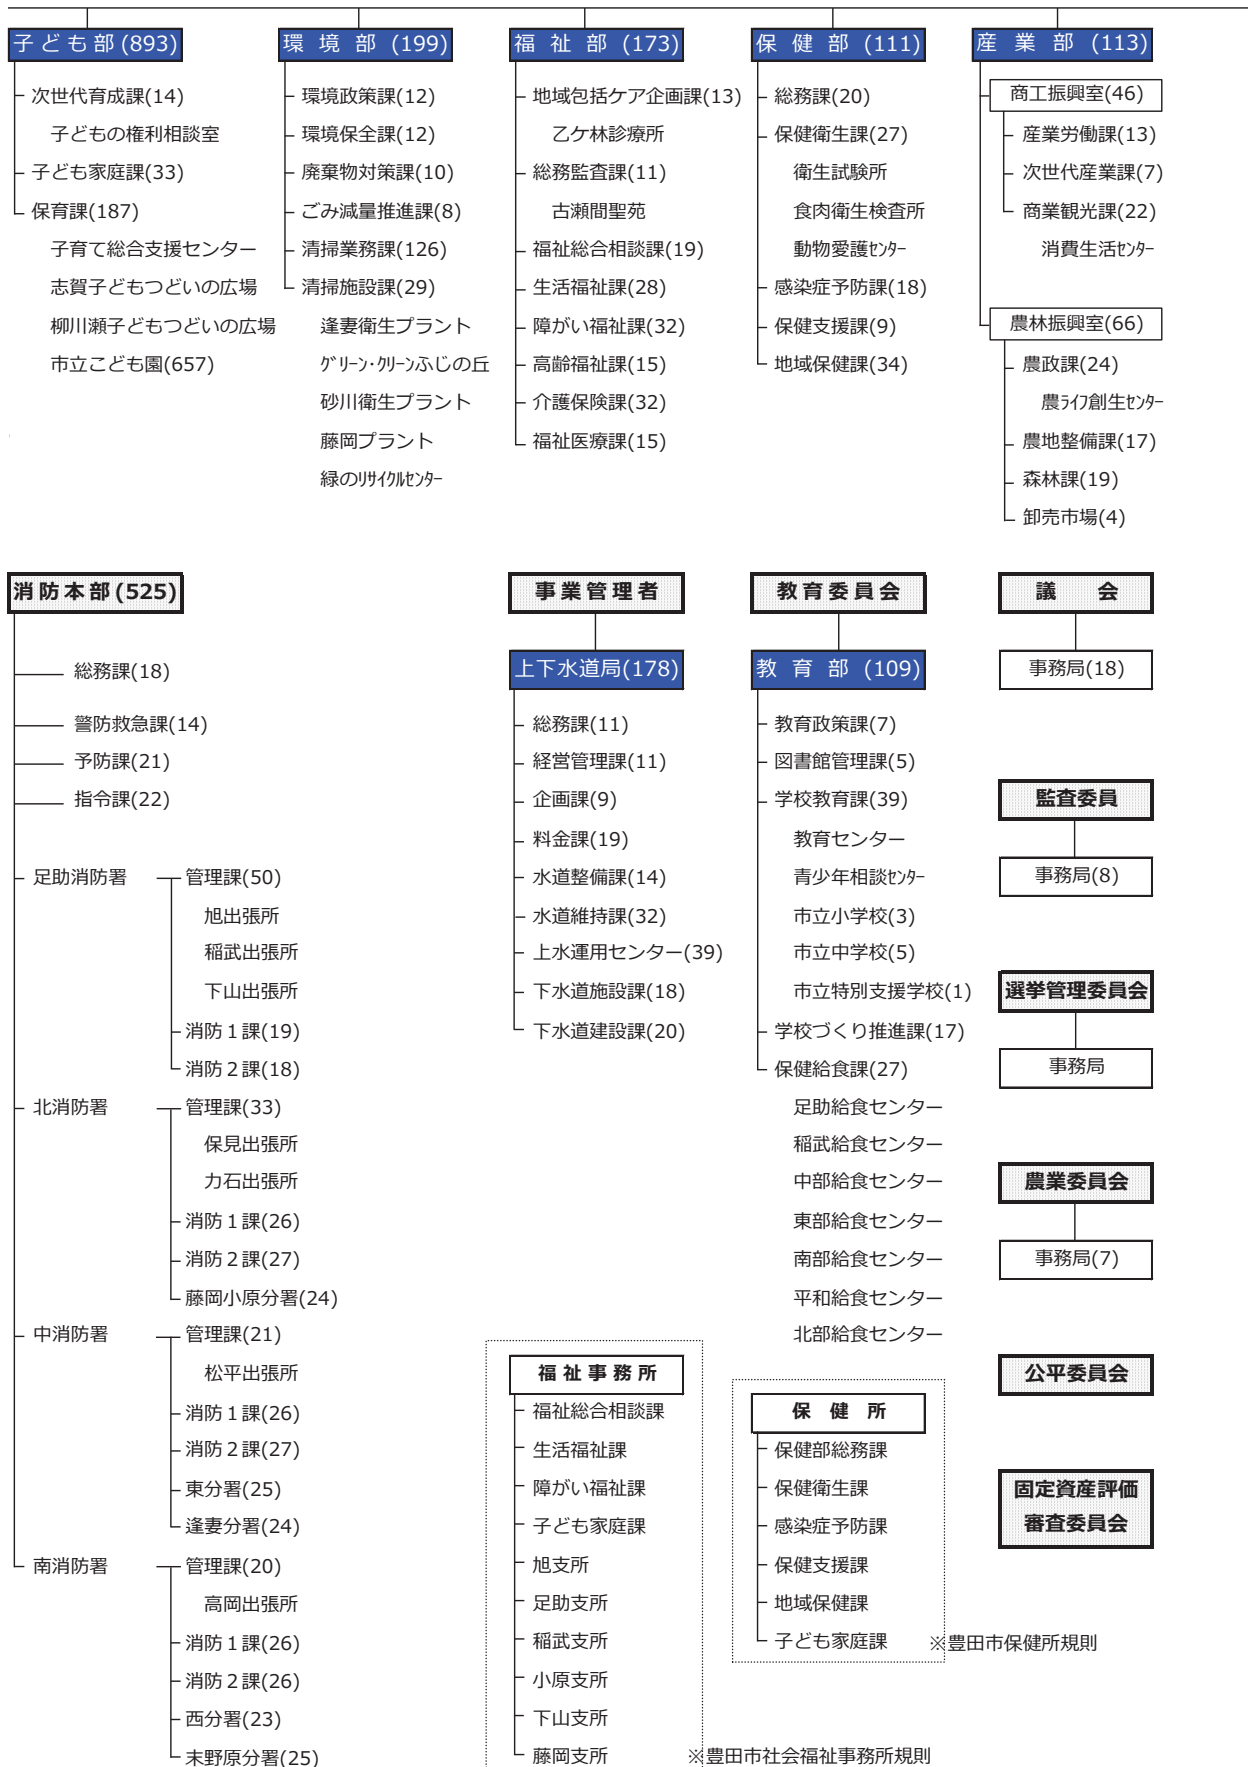 子ども部(893)
次世代育成課(14)
子どもの権利相談室
子ども家庭課(33)
保育課(187)
子育て総合支援センター
志賀子どもつどいの広場
柳川瀬子どもつどいの広場
市立こども園(657)
環境部(199)
環境政策課(12)
環境保全課(12)
廃棄物対策課(10)
ごみ減量推進課(8)
清掃業務課(126)
清掃施設課(29)
逢妻衛生プラント
グリーン・クリーンふじの丘
砂川衛生プラント
藤岡プラント
緑のリサイクルセンター
福祉部(173)
地域包括ケア企画課(13)
乙ケ林診療所
総務監査課(11)
古瀬間聖苑
福祉総合相談課(19)
生活福祉課(28)
障がい福祉課(32)
高齢福祉課(15)
介護保険課(32)
福祉医療課(15)
保健部(111)
総務課(20)
保健衛生課(27)
衛生試験所
食肉衛生検査所
動物愛護センター
感染症予防課(18)
保健支援課(9)
地域保健課(34)
産業部(113)
商工振興室(46)
産業労働課(13)
次世代産業課(7)
商業観光課(22)
消費生活センター
農林振興室(66)
農政課(24)
農ライフ創生センター
農地整備課(17)
森林課(19)
卸売市場(4)
消防本部(525)
総務課(18)
警防救急課(14)
予防課(21)
指令課(22)
足助消防署
管理課(50)
旭出張所
稲武出張所
下山出張所
消防1課(19)
消防2課(18)
北消防署
管理課(33)
保見出張所
力石出張所
消防1課(26)
消防2課(27)
藤岡小原分署(24)
中消防署
管理課(21)
松平出張所
消防1課(26)
消防2課(27)
東分署(25)
逢妻分署(24)
南消防署
管理課(20)
高岡出張所
消防1課(26)
消防2課(26)
西分署(23)
末野原分署(25)
事業管理者
上下水道局(178)
総務課(11)
経営管理課(11)
企画課(9)
料金課(19)
水道整備課(14)
水道維持課(32)
上水運用センター(39)
下水道施設課(18)
下水道建設課(20)
教育委員会
教育部(109)
教育政策課(7)
図書館管理課(5)
学校教育課(39)
教育センター
青少年相談センター
市立小学校(3)
市立中学校(5)
市立特別支援学校(1)
学校づくり推進課(17)
保健給食課(27)
足助給食センター
稲武給食センター
中部給食センター
東部給食センター
南部給食センター
平和給食センター
北部給食センター
議会
事務局(18)
監査委員
事務局(8)
選挙管理委員会
事務局
農業委員会
事務局(7)
公平委員会
固定資産評価
審査委員会
福祉事務所
福祉総合相談課
生活福祉課
障がい福祉課
子ども家庭課
旭支所
足助支所
稲武支所
小原支所
下山支所
藤岡支所
※豊田市社会福祉事務所規則
保健所
保健部総務課
保健衛生課
感染症予防課
保健支援課
地域保健課
子ども家庭課
※豊田市保健所規則